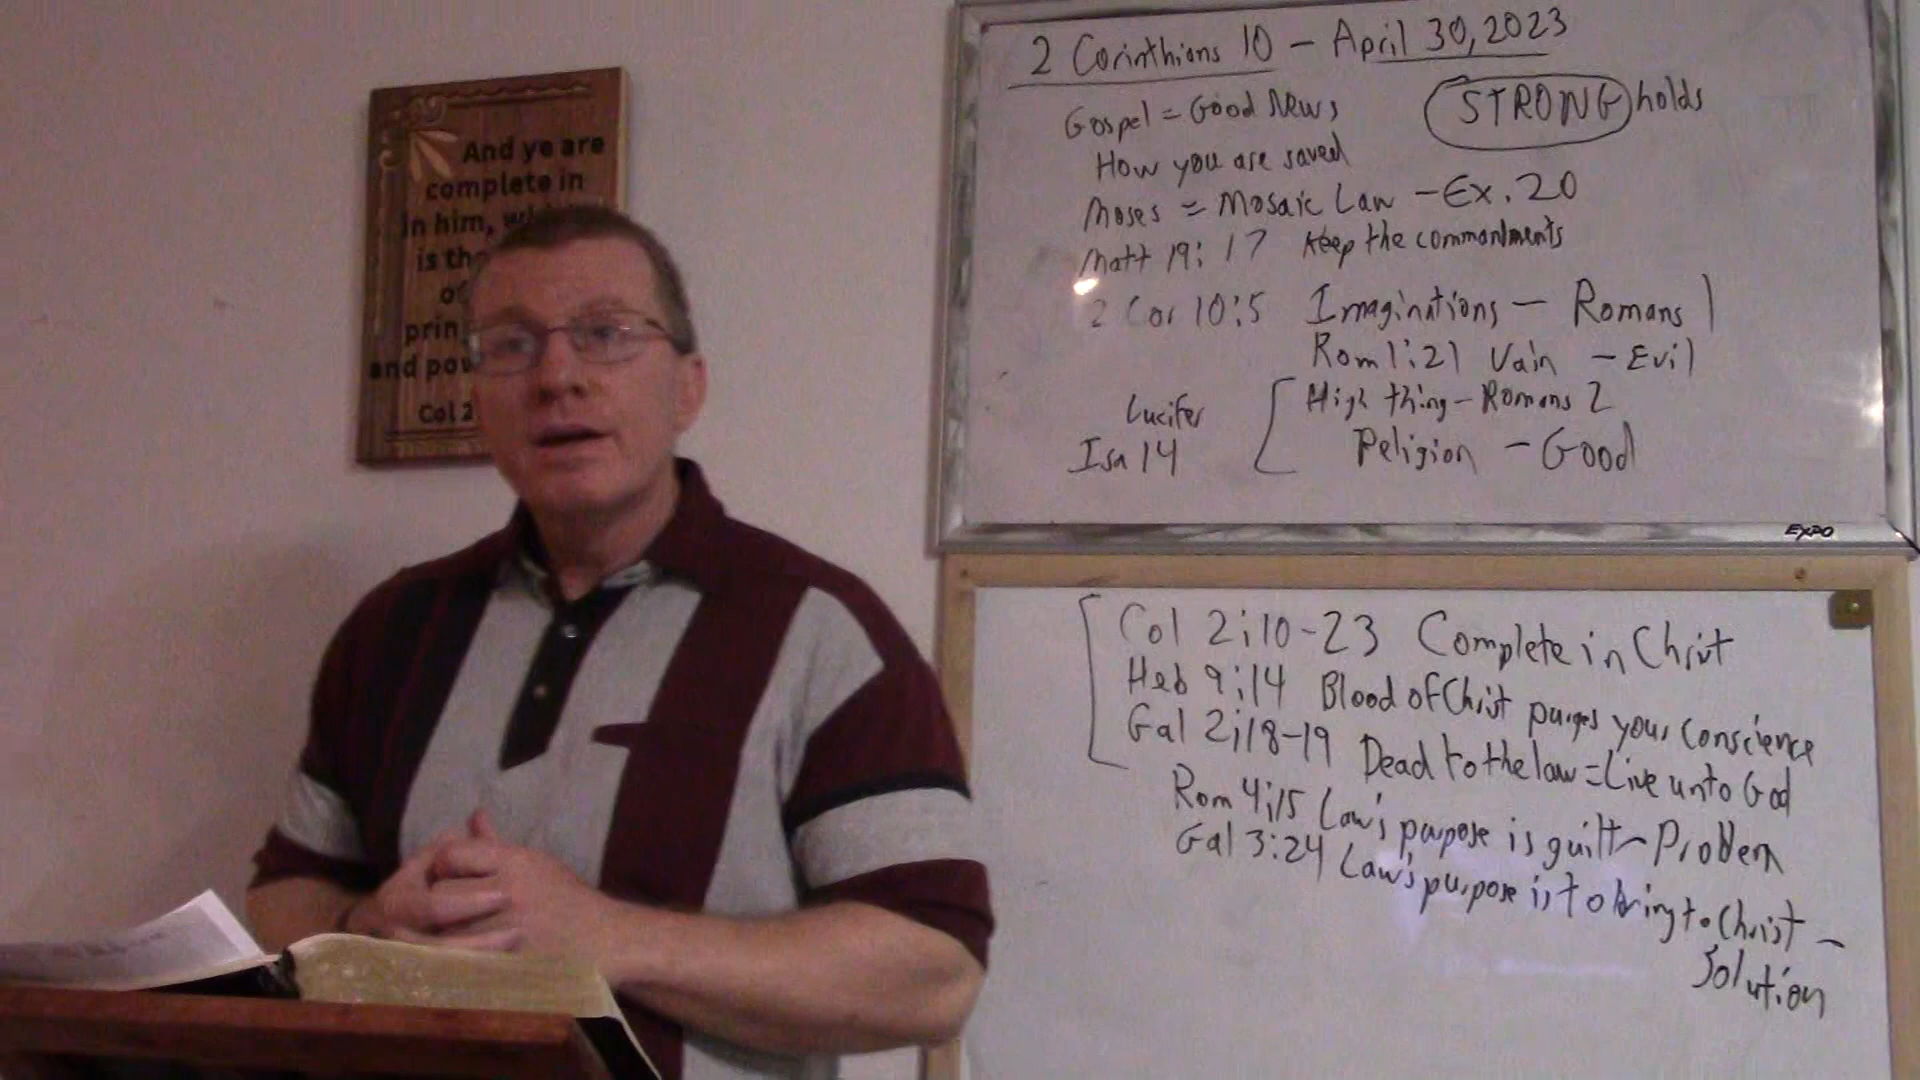 And ye are
complete in
in him,
is the
of
prin
and pow
Col 2
2 Corinthians 10 - April 30, 2023
Gospel = Good News
STRONGholds
How you are saved
Moses = Mosaic Law - Ex. 20
Matt 19:17 Keep the commandments
2 Cor 10:5 Imaginations - Romans 1
Rom 1:21 Vain - Evil
Lucifer
High thing - Romans 2
Isa 14
Religion - Good
EXPO
Col 2:10-23 Complete in Christ
Heb 9:14 Blood of Christ purges your conscience
Gal 2:18-19 Dead to the law = Live unto God
Rom 4:15 Law's purpose is guilt - Problem
Gal 3:24 Law's purpose is to bring to Christ -
Solution